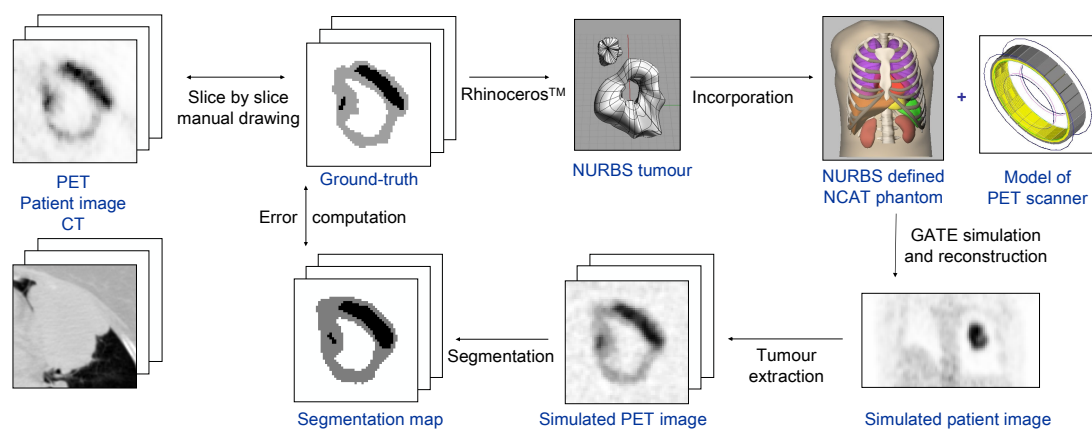 Slice by slice
manual drawing
Rhinoceros™
Incorporation
+
PET
Patient image
CT
Ground-truth
NURBS tumour
NURBS defined
NCAT phantom
Model of
PET scanner
Error computation
GATE simulation
and reconstruction
Segmentation
Tumour
extraction
Segmentation map
Simulated PET image
Simulated patient image